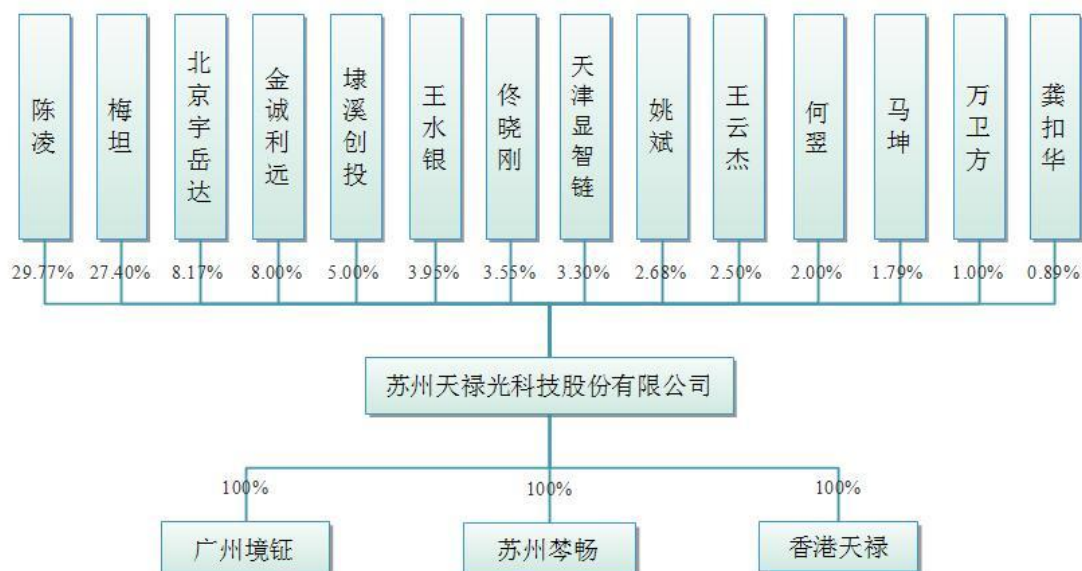 陈凌
梅坦
北京宇岳达
金诚利远
埭溪创投
王水银
佟晓刚
天津显智链
姚斌
王云杰
何翌
马坤
万卫方
龚扣华
29.77%
27.40%
8.17%
8.00%
5.00%
3.95%
3.55%
3.30%
2.68%
2.50%
2.00%
1.79%
1.00%
0.89%
苏州天禄光科技股份有限公司
100%
100%
100%
广州境钲
苏州棽畅
香港天禄